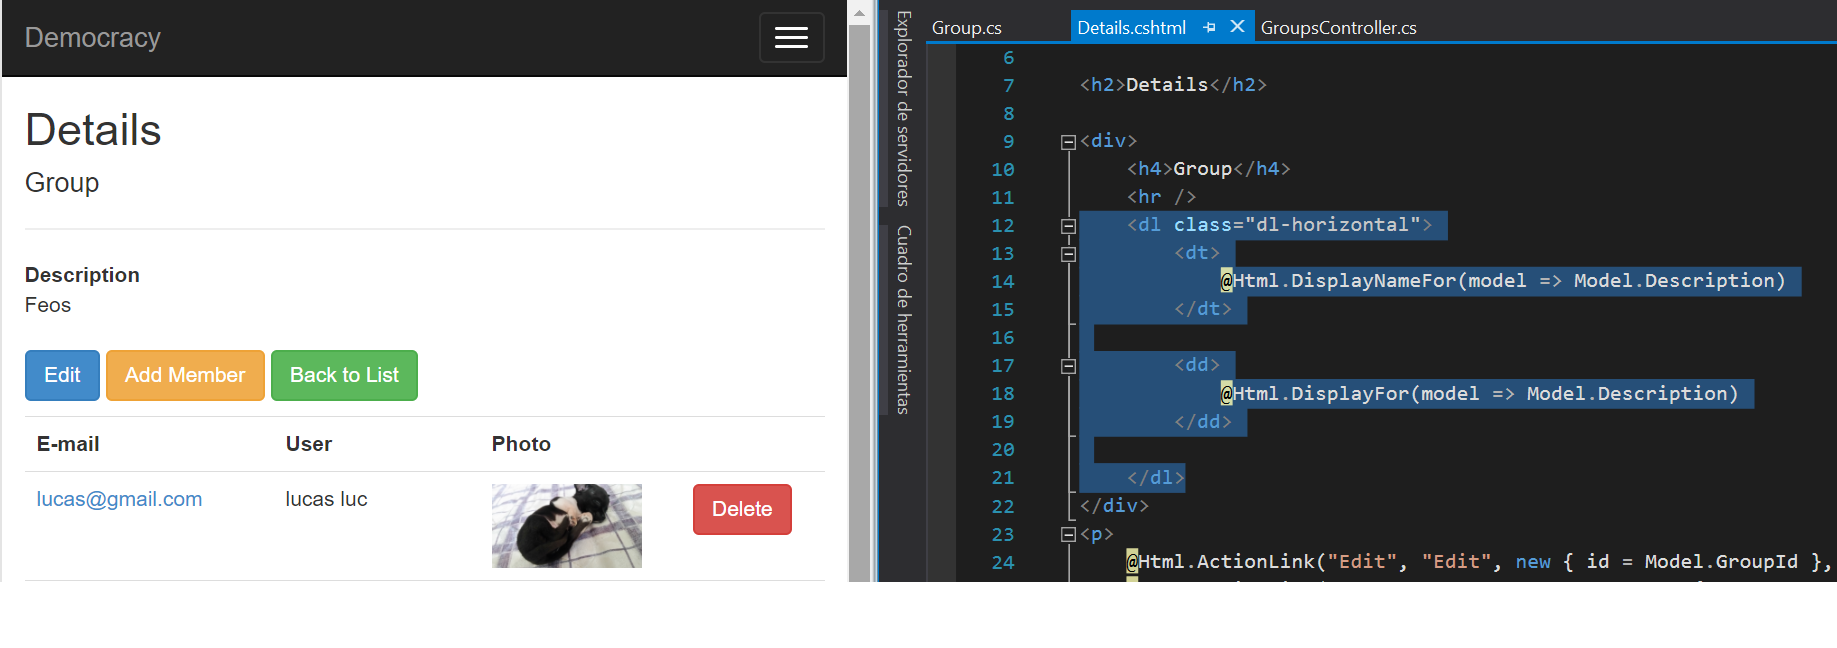 Democracy
Details
Group
Description
Feos
Edit
Add Member
Back to List
E-mail User Photo
lucas@gmail.com lucas luc Delete
Explorador de servidores
Cuadro de herramientas
Group.cs Details.cshtml GroupsController.cs
6
7 <h2>Details</h2>
8
9 <div>
10 <h4>Group</h4>
11 <hr />
12 <dl class="dl-horizontal">
13 <dt>
14 @Html.DisplayNameFor(model => Model.Description)
15 </dt>
16
17 <dd>
18 @Html.DisplayFor(model => Model.Description)
19 </dd>
20
21 </dl>
22 </div>
23 <p>
24 @Html.ActionLink("Edit", "Edit", new { id = Model.GroupId },